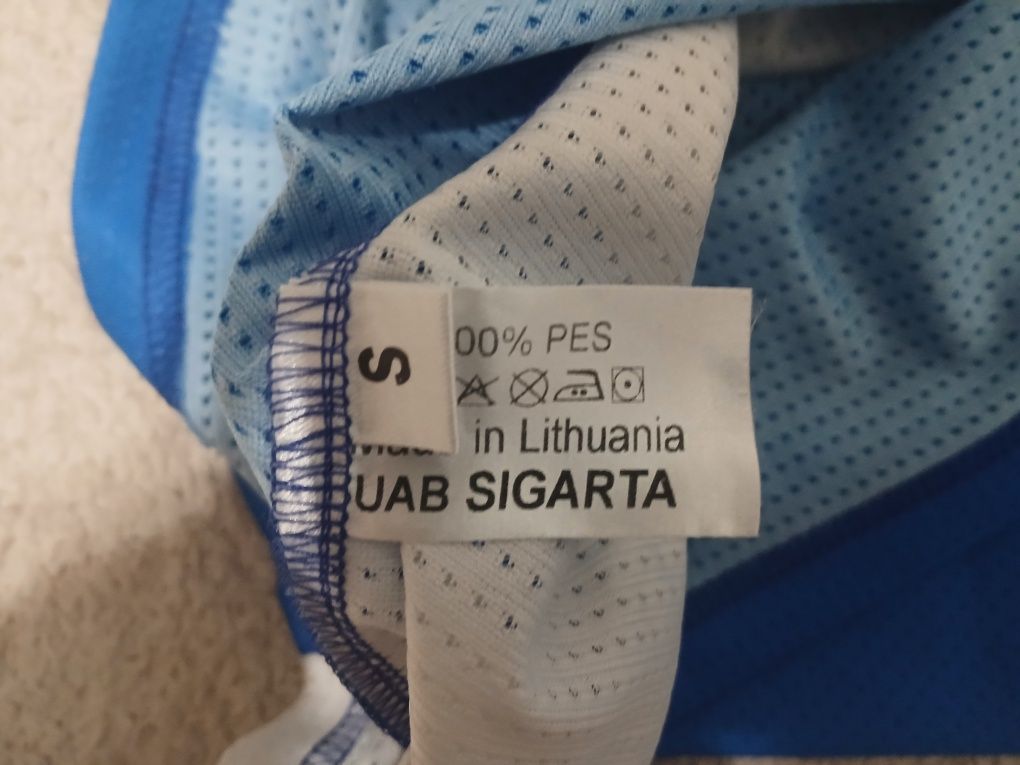 S
00% PES
in Lithuania
UAB SIGARTA